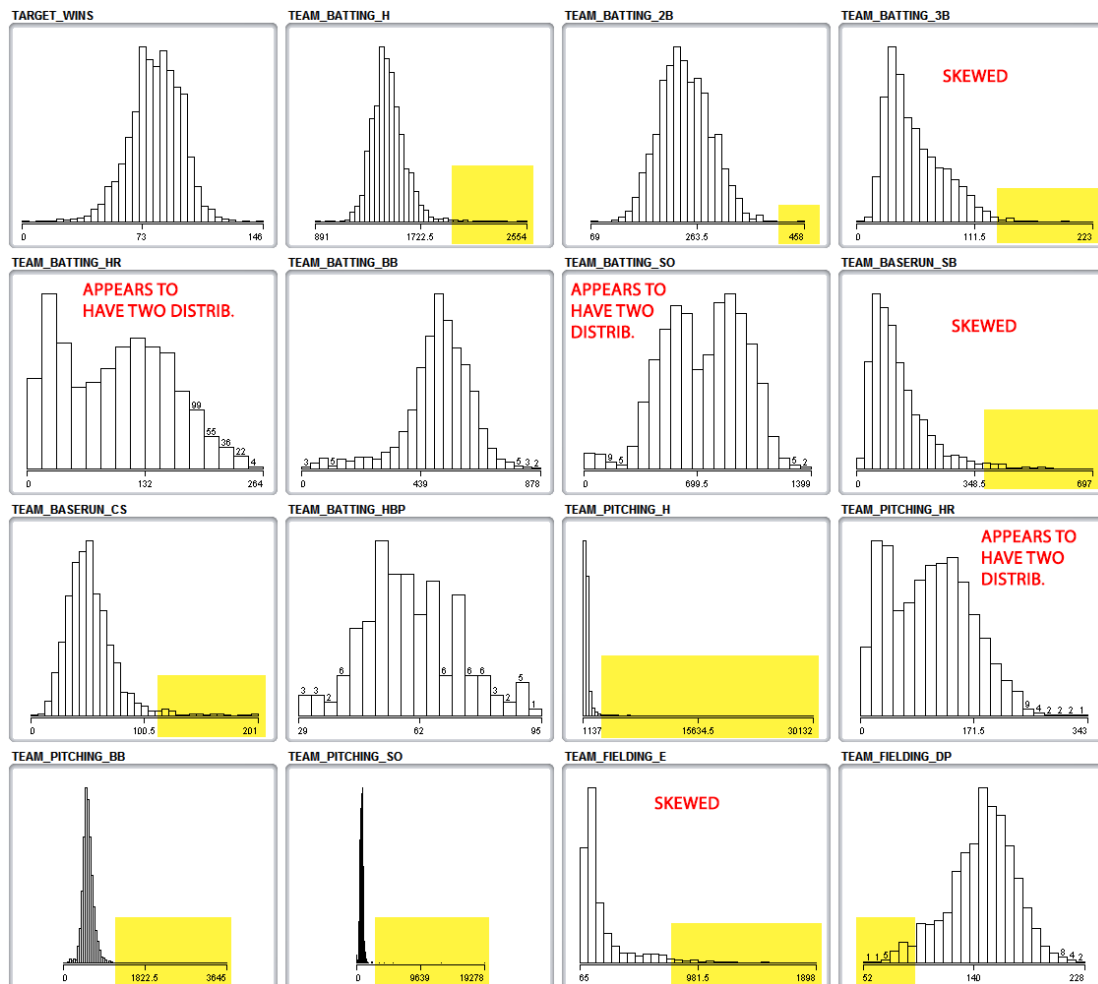 TARGET_WINS
TEAM_BATTING_H
TEAM_BATTING_2B
TEAM_BATTING_3B
SKEWED
0 73 146
891 1722.5 2554
69 263.5 468
0 111.5 223
TEAM_BATTING_HR
TEAM_BATTING_BB
TEAM_BATTING_SO
TEAM_BASERUN_SB
APPEARS TO
HAVE TWO DISTRIB.
99
55
36
22
4
0 132 264
3 5 5 3 2
0 439 878
APPEARS TO
HAVE TWO
DISTRIB.
9 5 5 2
0 699.5 1399
SKEWED
0 348.5 697
TEAM_BASERUN_CS
TEAM_BATTING_HBP
TEAM_PITCHING_H
TEAM_PITCHING_HR
0 100.5 201
3 3 2 6 6 6 6 3 2 5 1
29 62 95
1137 15634.5 30132
APPEARS TO
HAVE TWO
DISTRIB.
9 4 2 2 2 1
0 171.5 343
TEAM_PITCHING_BB
TEAM_PITCHING_SO
TEAM_FIELDING_E
TEAM_FIELDING_DP
0 1822.5 3645
0 9639 19278
SKEWED
65 981.5 1898
1 1 5 8 4 2
52 140 228